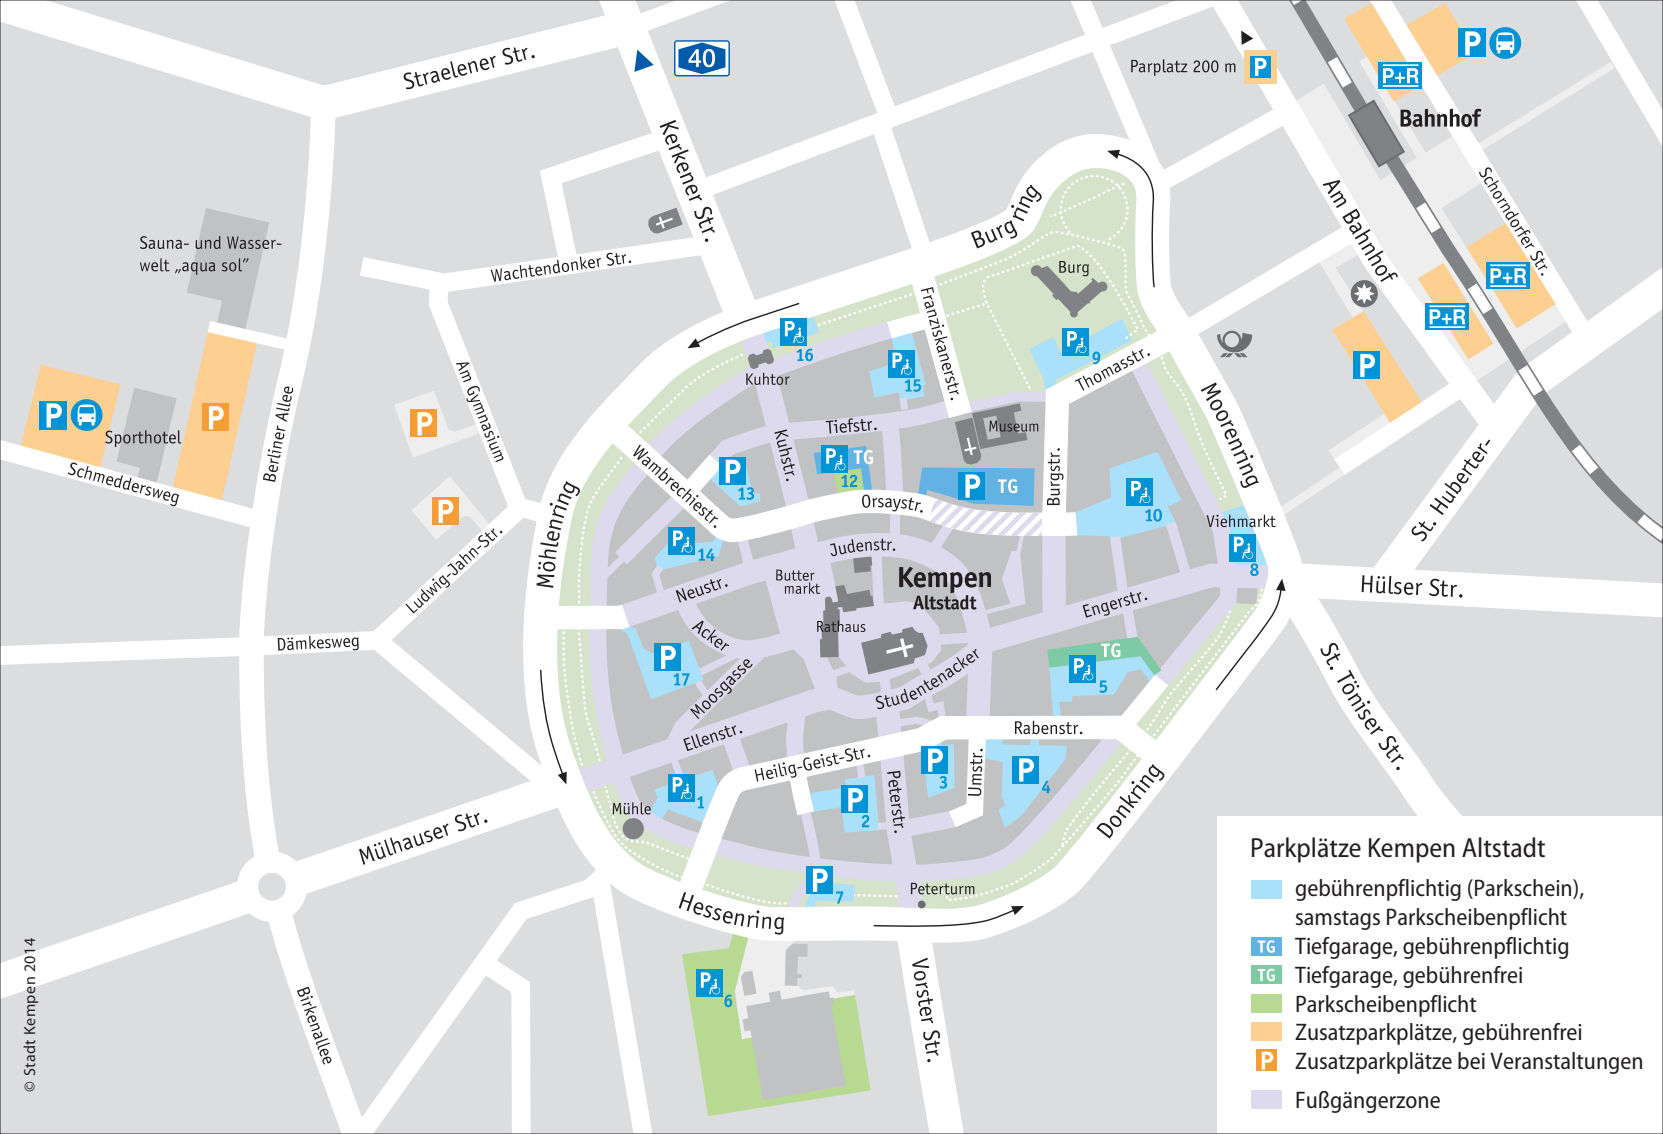 Straelener Str.
40
Parplatz 200 m
P
P
P+R
Bahnhof
Kerkener Str.
Burgring
Am Bahnhof
Schorndorfer Str.
Sauna- und Wasser-
welt „aqua sol“
Wachtendonker Str.
Burg
P+R
P+R
P
Franziskanerstr.
P
16
P
9
Thomasstr.
Kuhtor
P
15
Am Gymnasium
Berliner Allee
P
Sporthotel
P
P
Schmeddersweg
P
Ludwig-Jahn-Str.
Möhlenring
Wambrechiestr.
Kuhstr.
Tiefstr.
Museum
Moorenring
P
13
P
TG
12
P
TG
Orsaystr.
Burgstr.
P
10
Viehmarkt
P
8
St. Huberter-
P
14
Judenstr.
Kempen
Altstadt
Butter
markt
Neustr.
Rathaus
Engerstr.
Hülser Str.
Dämkesweg
Acker
P
17
Moosgasse
Studentenacker
TG
P
5
St. Töniser Str.
Ellenstr.
Rabenstr.
Heilig-Geist-Str.
P
1
Mühle
P
2
Peterstr.
P
3
Umstr.
P
4
Donkring
Mülhauser Str.
P
7
Peterturm
Hessenring
P
6
Vorster Str.
Birkenallee
© Stadt Kempen 2014
Parkplätze Kempen Altstadt
gebührenpflichtig (Parkschein),
samstags Parkscheibenpflicht
TG Tiefgarage, gebührenpflichtig
TG Tiefgarage, gebührenfrei
Parkscheibenpflicht
Zusatzparkplätze, gebührenfrei
P Zusatzparkplätze bei Veranstaltungen
Fußgängerzone